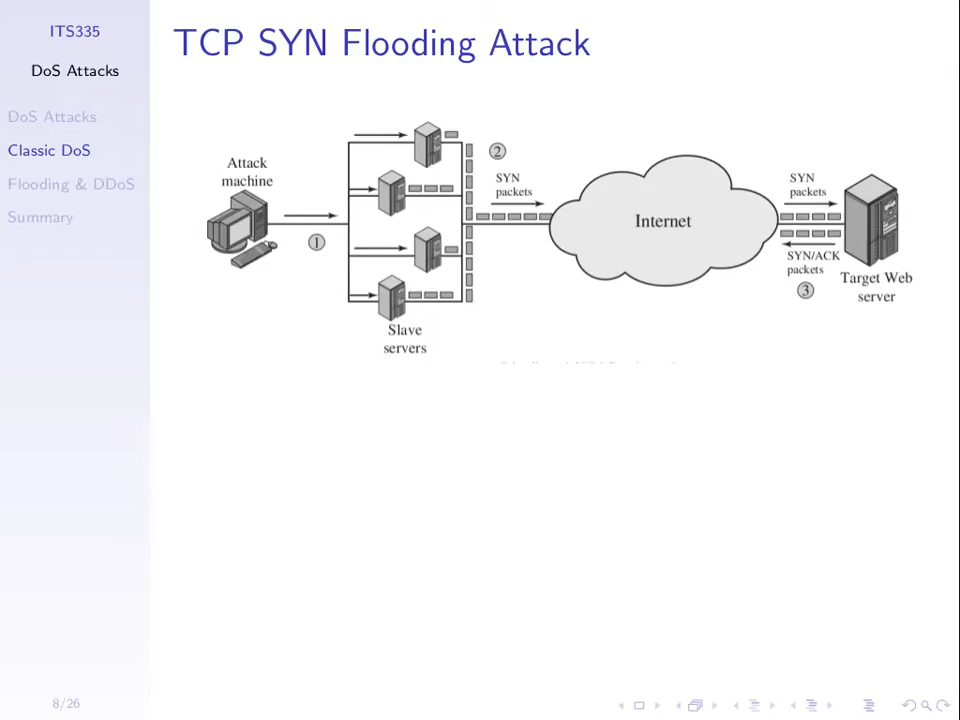 ITS335
DoS Attacks
DoS Attacks
Classic DoS
Flooding & DDoS
Summary
TCP SYN Flooding Attack
Attack
machine
1
Slave
servers
2
SYN
packets
Internet
SYN
packets
SYN/ACK
packets
3
Target Web
server
8/26